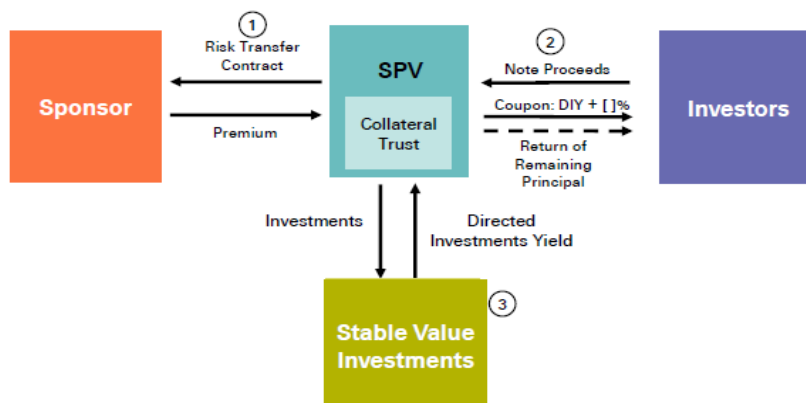 1
Risk Transfer
Contract
Sponsor
Premium
SPV
Collateral
Trust
2
Note Proceeds
Coupon: DIY + [ ]%
Return of
Remaining
Principal
Investors
Investments
Directed
Investments Yield
3
Stable Value
Investments